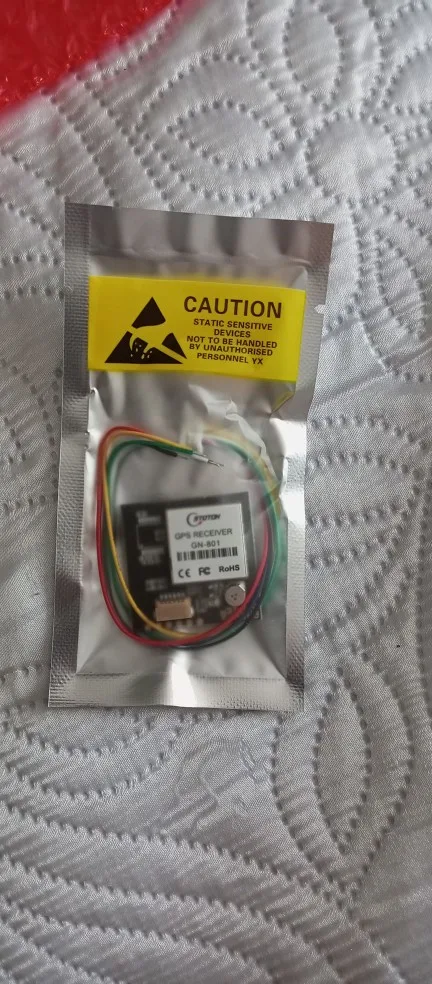 CAUTION
STATIC SENSITIVE
DEVICES
NOT TO BE HANDLED
BY UNAUTHORISED
PERSONNEL YX
GPS RECEIVER
GN-801
CE FC RoHS